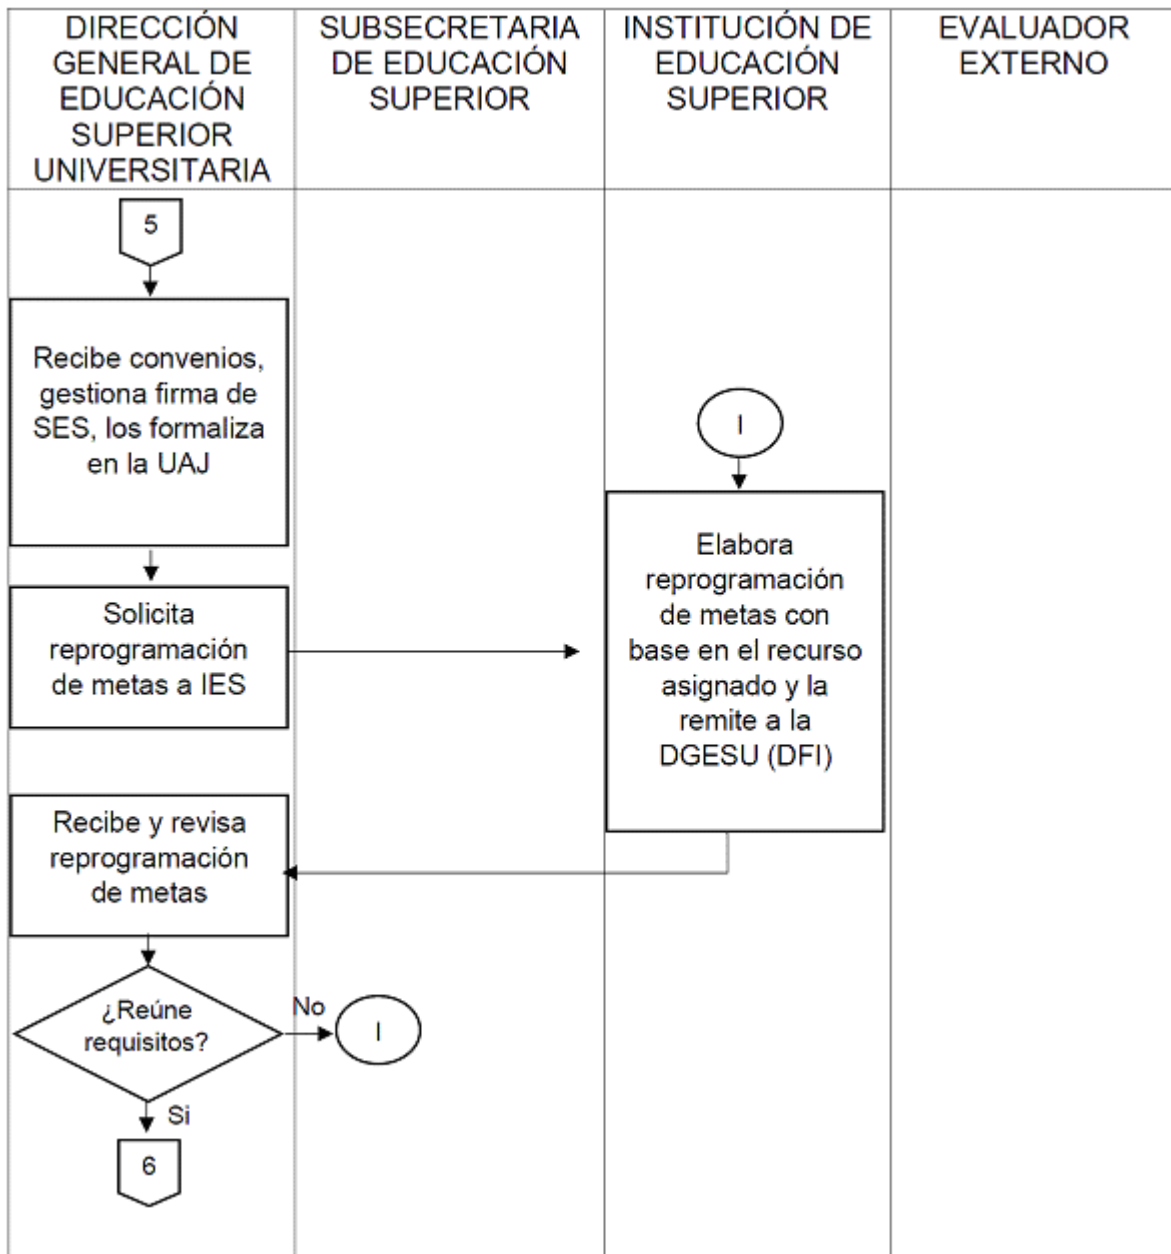 DIRECCIÓN
GENERAL DE
EDUCACIÓN
SUPERIOR
UNIVERSITARIA
SUBSECRETARIA
DE EDUCACIÓN
SUPERIOR
INSTITUCIÓN DE
EDUCACIÓN
SUPERIOR
EVALUADOR
EXTERNO
5
Recibe convenios,
gestiona firma de
SES, los formaliza
en la UAJ
Solicita
reprogramación
de metas a IES
I
Elabora
reprogramación
de metas con
base en el recurso
asignado y la
remite a la
DGESU (DFI)
Recibe y revisa
reprogramación
de metas
¿Reúne
requisitos?
No
I
Si
6